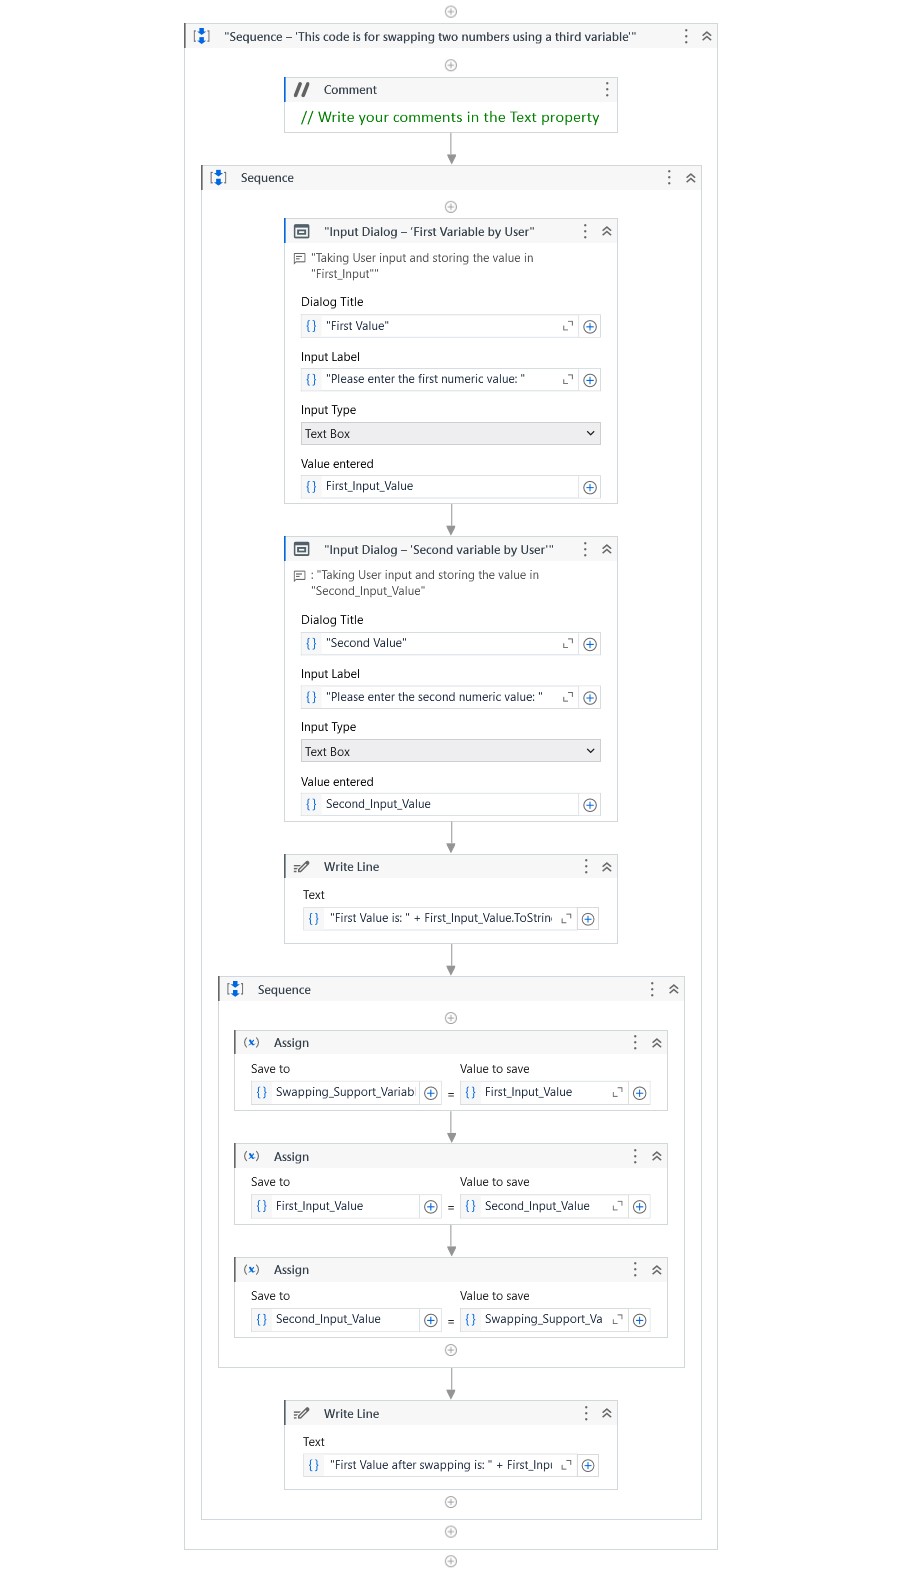 "Sequence – 'This code is for swapping two numbers using a third variable'"
Comment
// Write your comments in the Text property
Sequence
"Input Dialog – 'First Variable by User"
"Taking User input and storing the value in
"First_Input""
Dialog Title
"First Value"
Input Label
"Please enter the first numeric value: "
Input Type
Text Box
Value entered
First_Input_Value
"Input Dialog – 'Second variable by User'"
: "Taking User input and storing the value in
"Second_Input_Value"
Dialog Title
"Second Value"
Input Label
"Please enter the second numeric value: "
Input Type
Text Box
Value entered
Second_Input_Value
Write Line
Text
"First Value is: " + First_Input_Value.ToStrin
Sequence
Assign
Save to Value to save
Swapping_Support_Variab = First_Input_Value
Assign
Save to Value to save
First_Input_Value = Second_Input_Value
Assign
Save to Value to save
Second_Input_Value = Swapping_Support_Va
Write Line
Text
"First Value after swapping is: " + First_Inpu